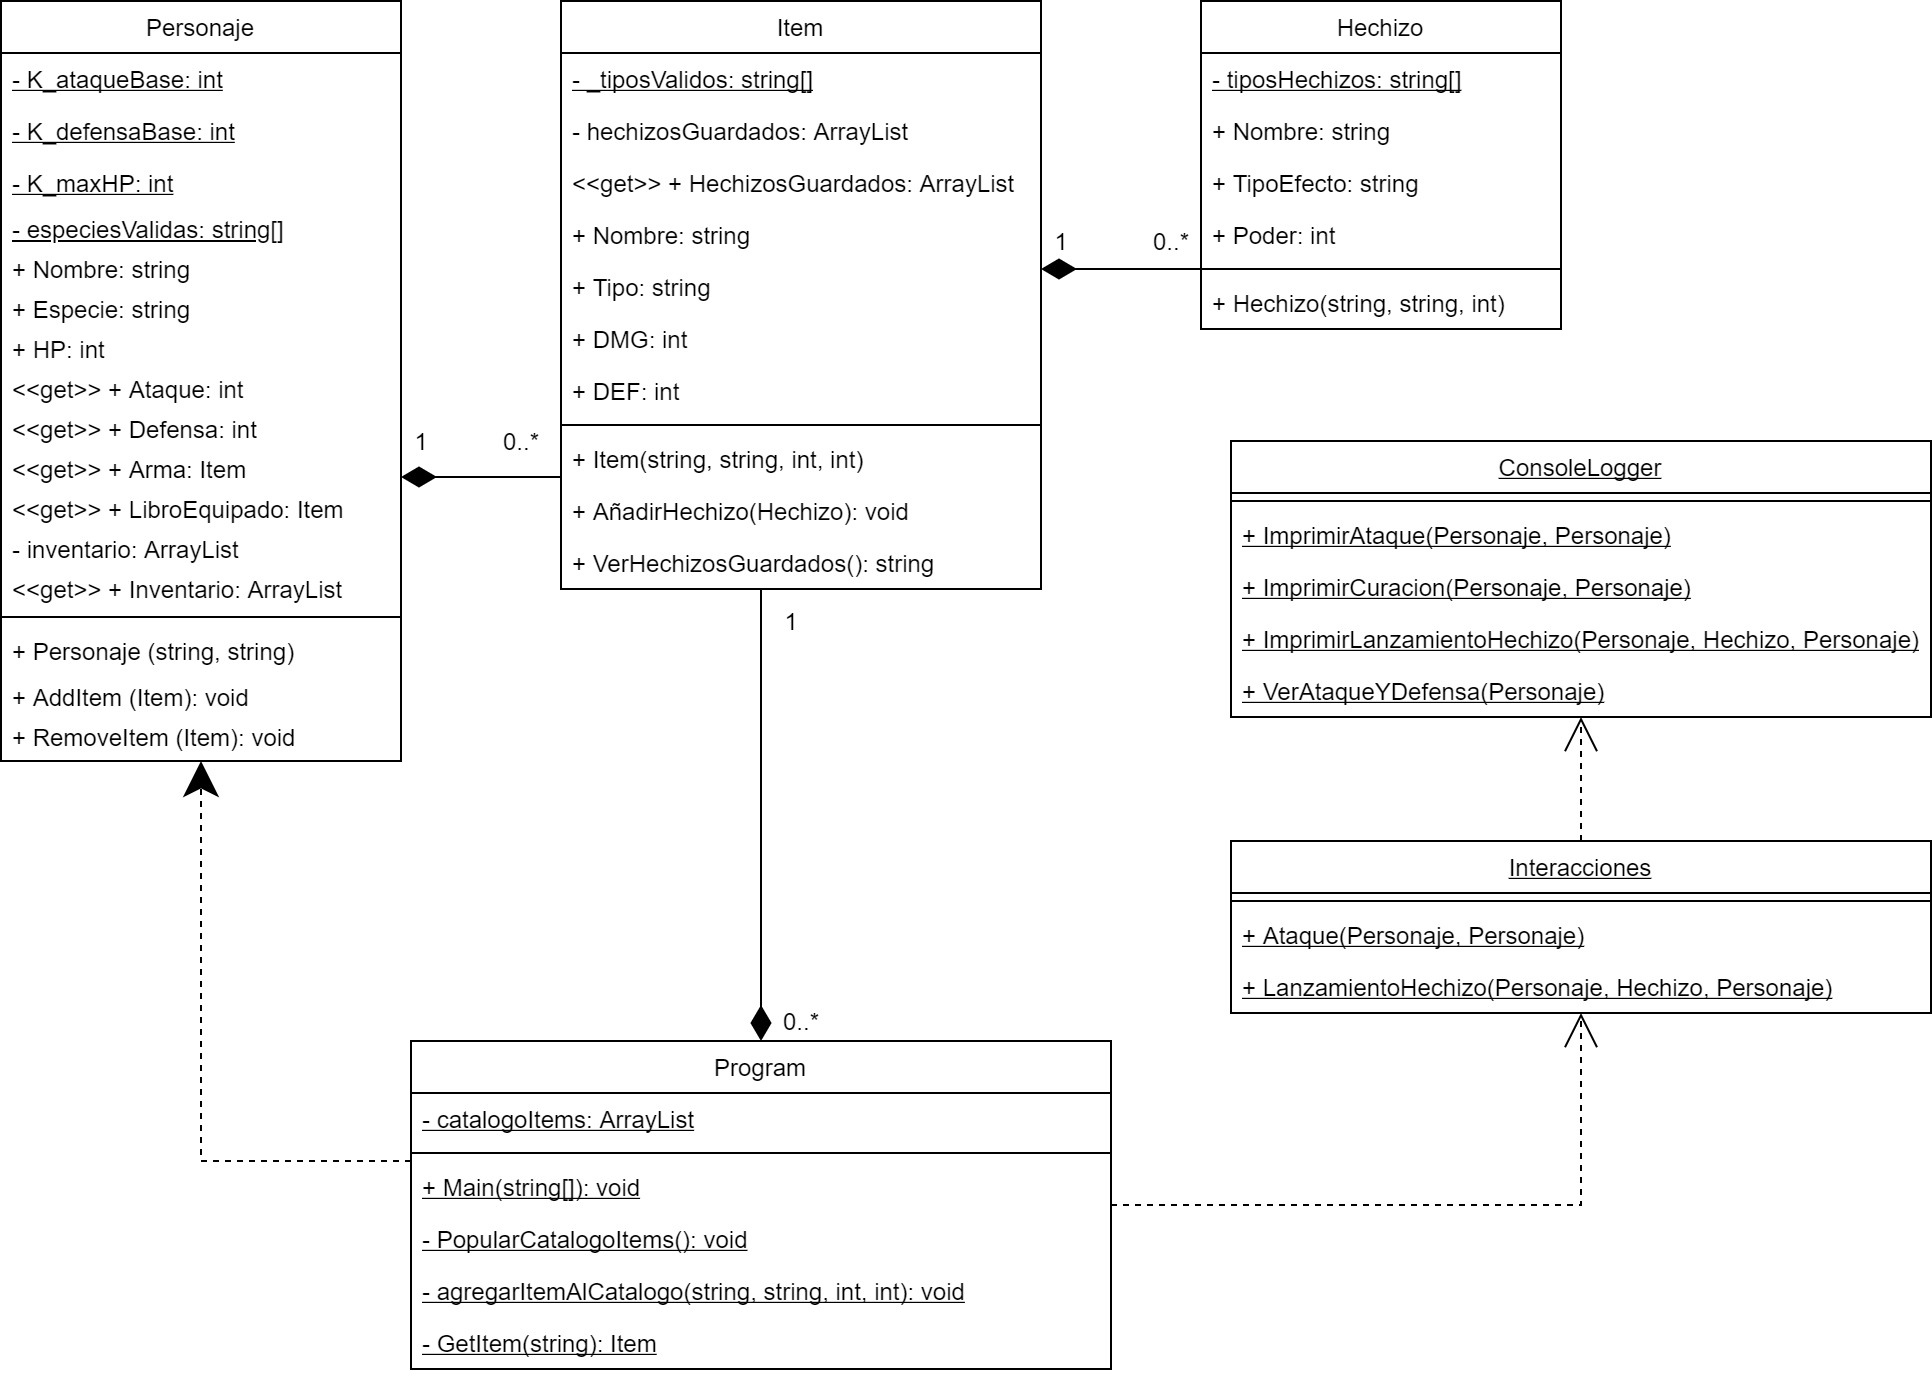 Personaje
- K_ataqueBase: int
- K_defensaBase: int
- K_maxHP: int
- especiesValidas: string[]
+ Nombre: string
+ Especie: string
+ HP: int
<<get>> + Ataque: int
<<get>> + Defensa: int
<<get>> + Arma: Item
<<get>> + LibroEquipado: Item
- inventario: ArrayList
<<get>> + Inventario: ArrayList
+ Personaje (string, string)
+ AddItem (Item): void
+ RemoveItem (Item): void
1
0..*
Item
- _tiposValidos: string[]
- hechizosGuardados: ArrayList
<<get>> + HechizosGuardados: ArrayList
+ Nombre: string
+ Tipo: string
+ DMG: int
+ DEF: int
+ Item(string, string, int, int)
+ AñadirHechizo(Hechizo): void
+ VerHechizosGuardados(): string
1
0..*
Hechizo
- tiposHechizos: string[]
+ Nombre: string
+ TipoEfecto: string
+ Poder: int
+ Hechizo(string, string, int)
ConsoleLogger
+ ImprimirAtaque(Personaje, Personaje)
+ ImprimirCuracion(Personaje, Personaje)
+ ImprimirLanzamientoHechizo(Personaje, Hechizo, Personaje)
+ VerAtaqueYDefensa(Personaje)
Interacciones
+ Ataque(Personaje, Personaje)
+ LanzamientoHechizo(Personaje, Hechizo, Personaje)
1
0..*
Program
- catalogoItems: ArrayList
+ Main(string[]): void
- PopularCatalogoItems(): void
- agregarItemAlCatalogo(string, string, int, int): void
- GetItem(string): Item